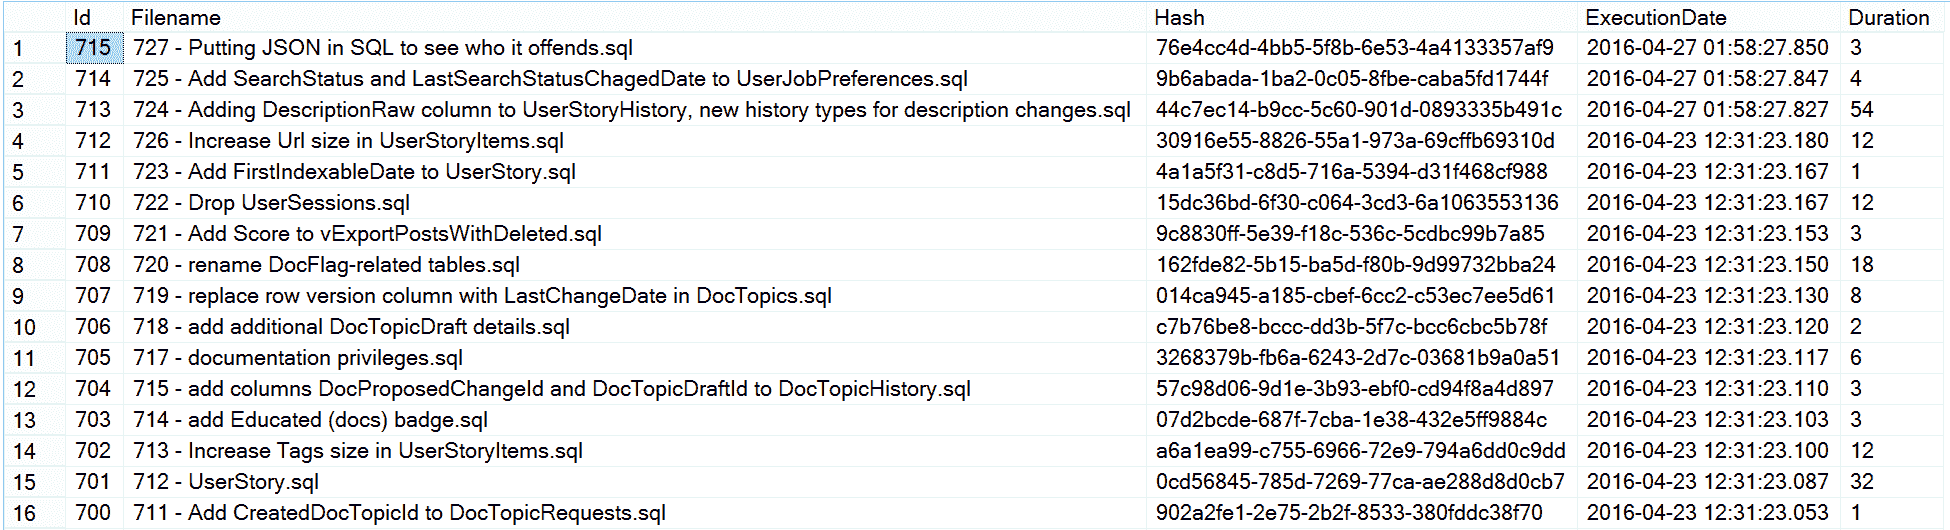 Id Filename Hash ExecutionDate Duration
1 715 727 - Putting JSON in SQL to see who it offends.sql 76e4cc4d-4bb5-5f8b-6e53-4a4133357af9 2016-04-27 01:58:27.850 3
2 714 725 - Add SearchStatus and LastSearchStatusChagedDate to UserJobPreferences.sql 9b6abada-1ba2-0c05-8fbe-caba5fd1744f 2016-04-27 01:58:27.847 4
3 713 724 - Adding DescriptionRaw column to UserStoryHistory, new history types for description changes.sql 44c7ec14-b9cc-5c60-901d-0893335b491c 2016-04-27 01:58:27.827 54
4 712 726 - Increase Url size in UserStoryItems.sql 30916e55-8826-55a1-973a-69cffb69310d 2016-04-23 12:31:23.180 12
5 711 723 - Add FirstIndexableDate to UserStory.sql 4a1a5f31-c8d5-716a-5394-d31f468cf988 2016-04-23 12:31:23.167 1
6 710 722 - Drop UserSessions.sql 15dc36bd-6f30-c064-3cd3-6a1063553136 2016-04-23 12:31:23.167 12
7 709 721 - Add Score to vExportPostsWithDeleted.sql 9c8830ff-5e39-f18c-536c-5cdbc99b7a85 2016-04-23 12:31:23.153 3
8 708 720 - rename DocFlag-related tables.sql 162fde82-5b15-ba5d-f80b-9d99732bba24 2016-04-23 12:31:23.150 18
9 707 719 - replace row version column with LastChangeDate in DocTopics.sql 014ca945-a185-cbef-6cc2-c53ec7ee5d61 2016-04-23 12:31:23.130 8
10 706 718 - add additional DocTopicDraft details.sql c7b76be8-bccc-dd3b-5f7c-bcc6cbc5b78f 2016-04-23 12:31:23.120 2
11 705 717 - documentation privileges.sql 3268379b-fb6a-6243-2d7c-03681b9a0a51 2016-04-23 12:31:23.117 6
12 704 715 - add columns DocProposedChangeId and DocTopicDraftId to DocTopicHistory.sql 57c98d06-9d1e-3b93-ebf0-cd94f8a4d897 2016-04-23 12:31:23.110 3
13 703 714 - add Educated (docs) badge.sql 07d2bcde-687f-7cba-1e38-432e5ff9884c 2016-04-23 12:31:23.103 3
14 702 713 - Increase Tags size in UserStoryItems.sql a6a1ea99-c755-6966-72e9-794a6dd0c9dd 2016-04-23 12:31:23.100 12
15 701 712 - UserStory.sql 0cd56845-785d-7269-77ca-ae288d8d0cb7 2016-04-23 12:31:23.087 32
16 700 711 - Add CreatedDocTopicId to DocTopicRequests.sql 902a2fe1-2e75-2b2f-8533-380fddc38f70 2016-04-23 12:31:23.053 1